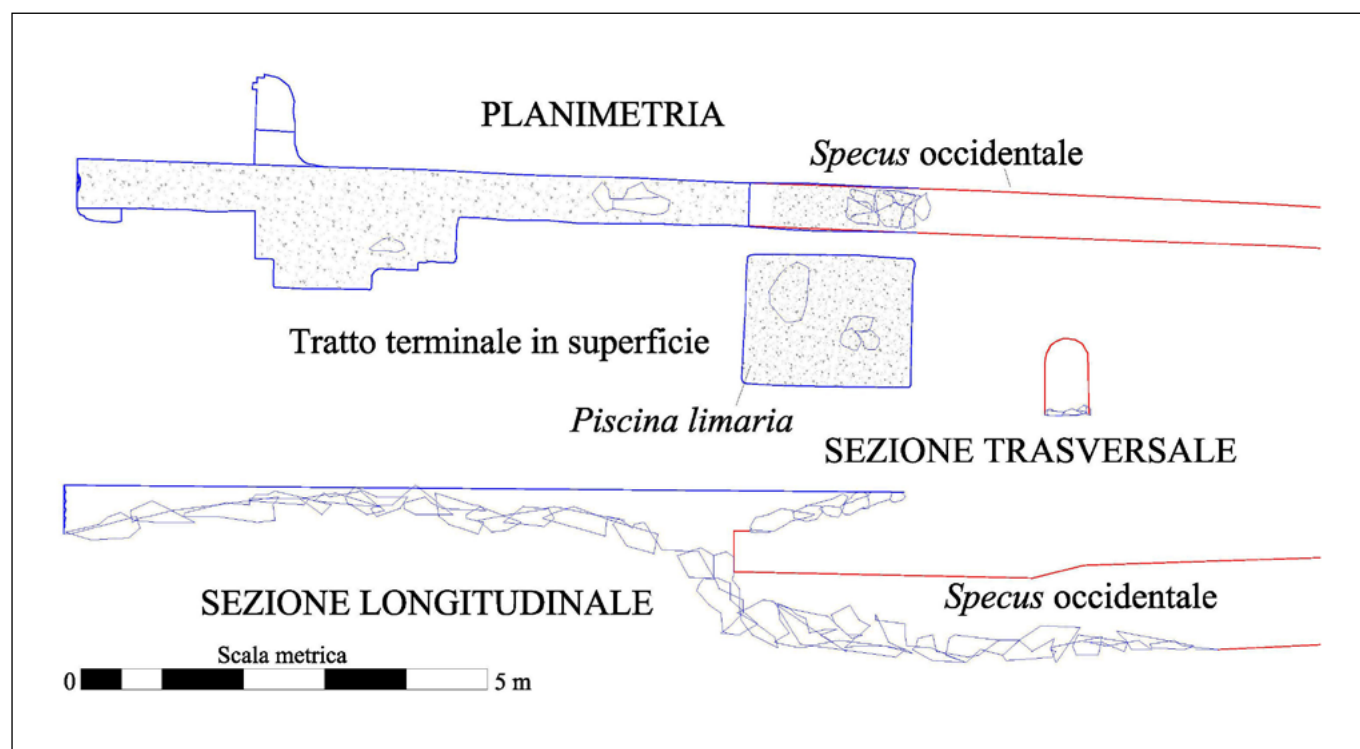 PLANIMETRIA
Specus occidentale
Tratto terminale in superficie
Piscina limaria
SEZIONE TRASVERSALE
SEZIONE LONGITUDINALE
Specus occidentale
Scala metrica
0 5 m